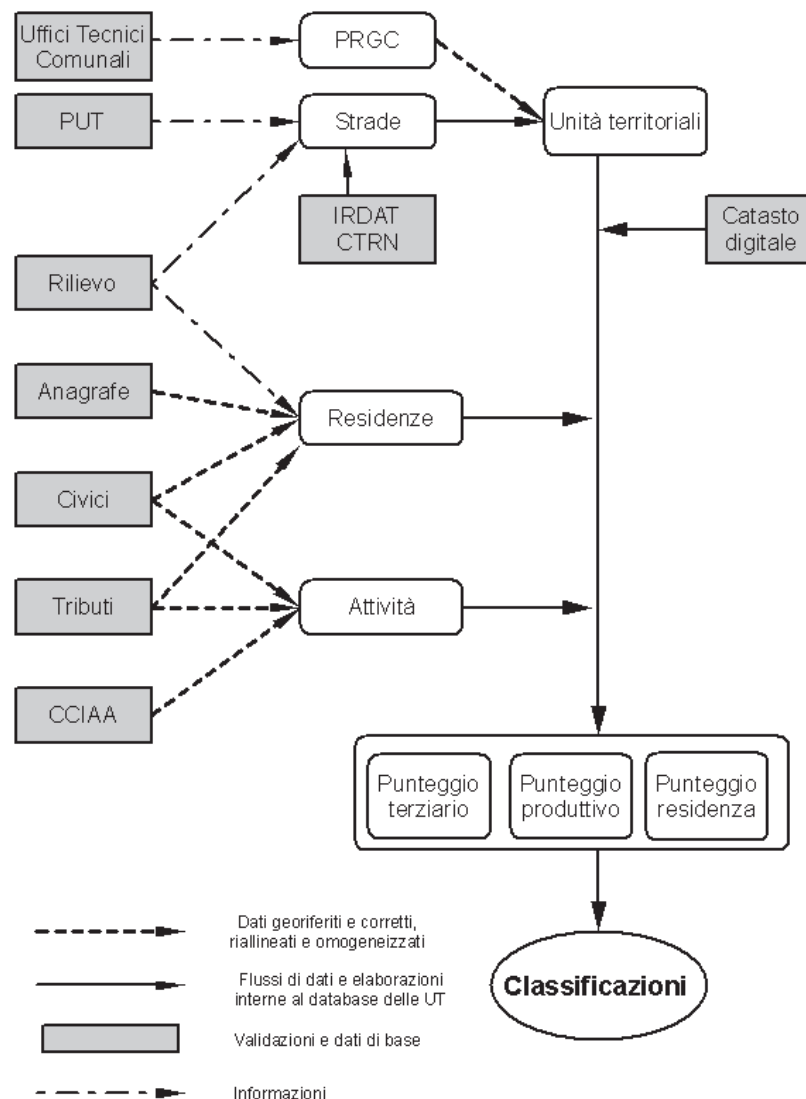 Uffici Tecnici
Comunali
PRGC
PUT
Strade
Unità territoriali
IRDAT
CTRN
Catasto
digitale
Rilievo
Anagrafe
Residenze
Civici
Tributi
Attività
CCIAA
Punteggio
terziario
Punteggio
produttivo
Punteggio
residenza
Dati georiferiti e corretti,
riallineati e omogeneizzati
Flussi di dati e elaborazioni
interne al database delle UT
Classificazioni
Validazioni e dati di base
Informazioni